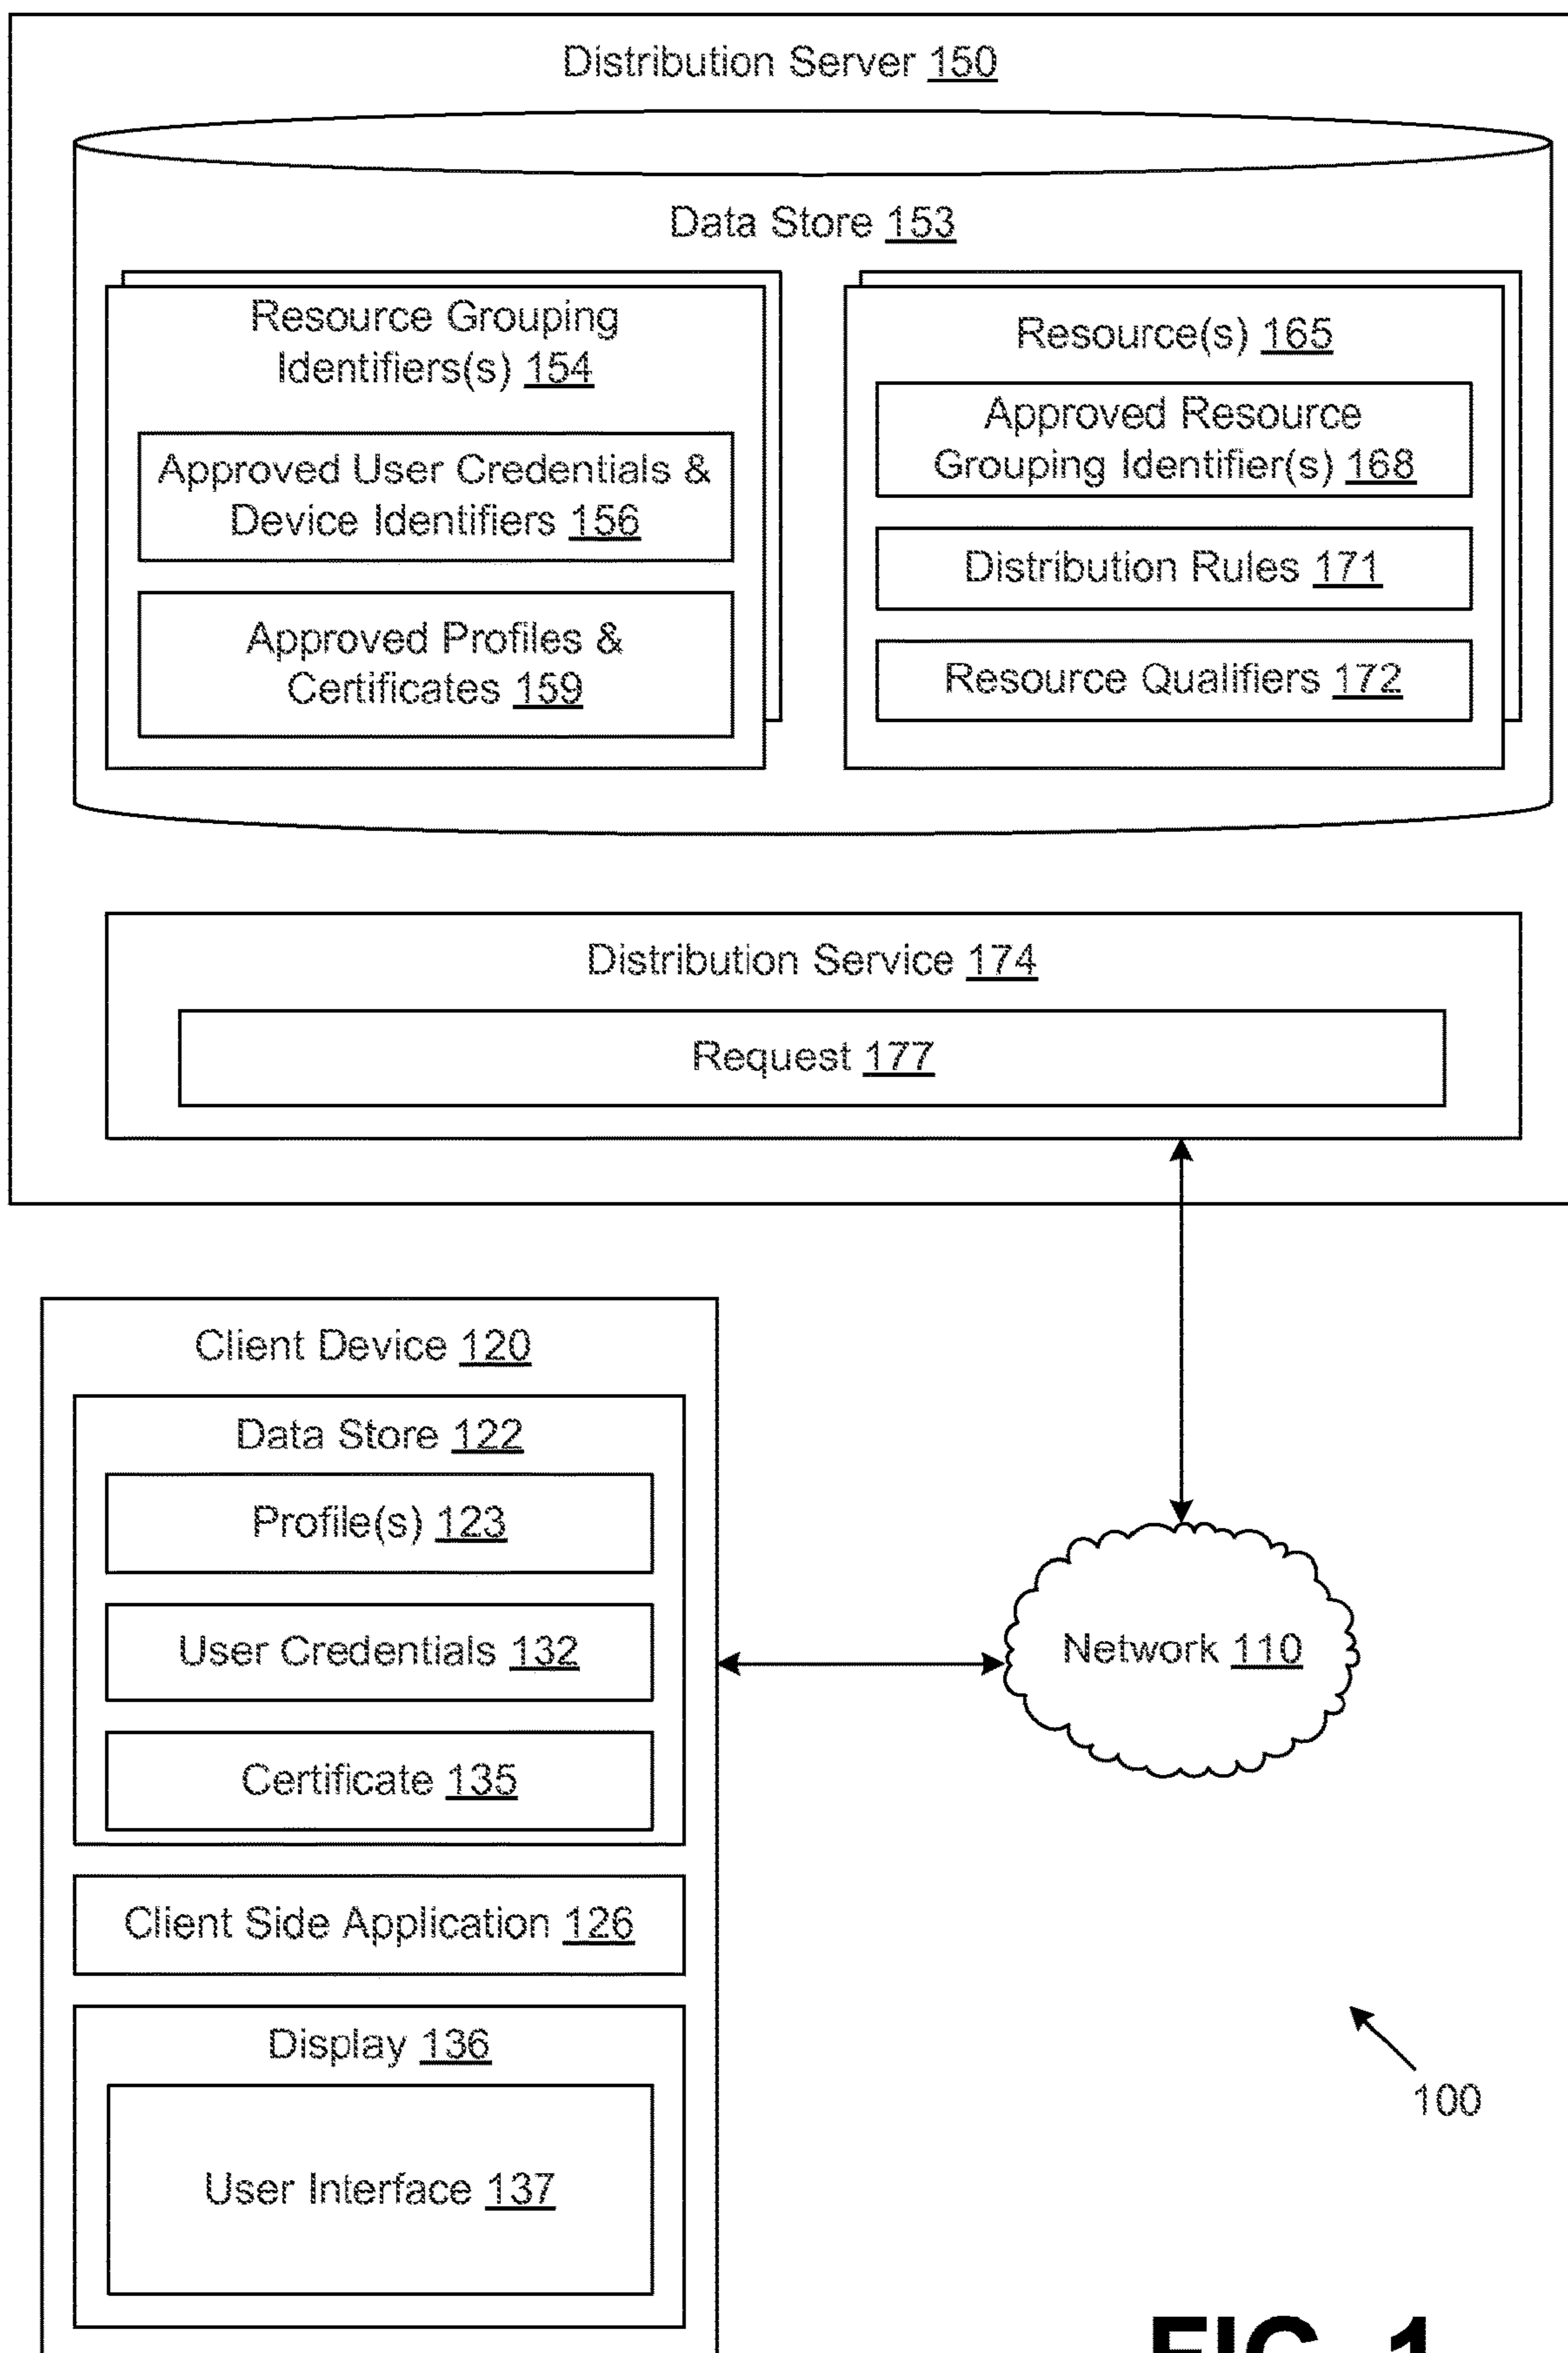 Distribution Server 150
Data Store 153
Resource Grouping
Identifiers(s) 154
Approved User Credentials &
Device Identifiers 156
Approved Profiles &
Certificates 159
Resource(s) 165
Approved Resource
Grouping Identifier(s) 168
Distribution Rules 171
Resource Qualifiers 172
Distribution Service 174
Request 177
Client Device 120
Data Store 122
Profile(s) 123
User Credentials 132
Certificate 135
Client Side Application 126
Display 136
User Interface 137
Network 110
100
FIG. 1